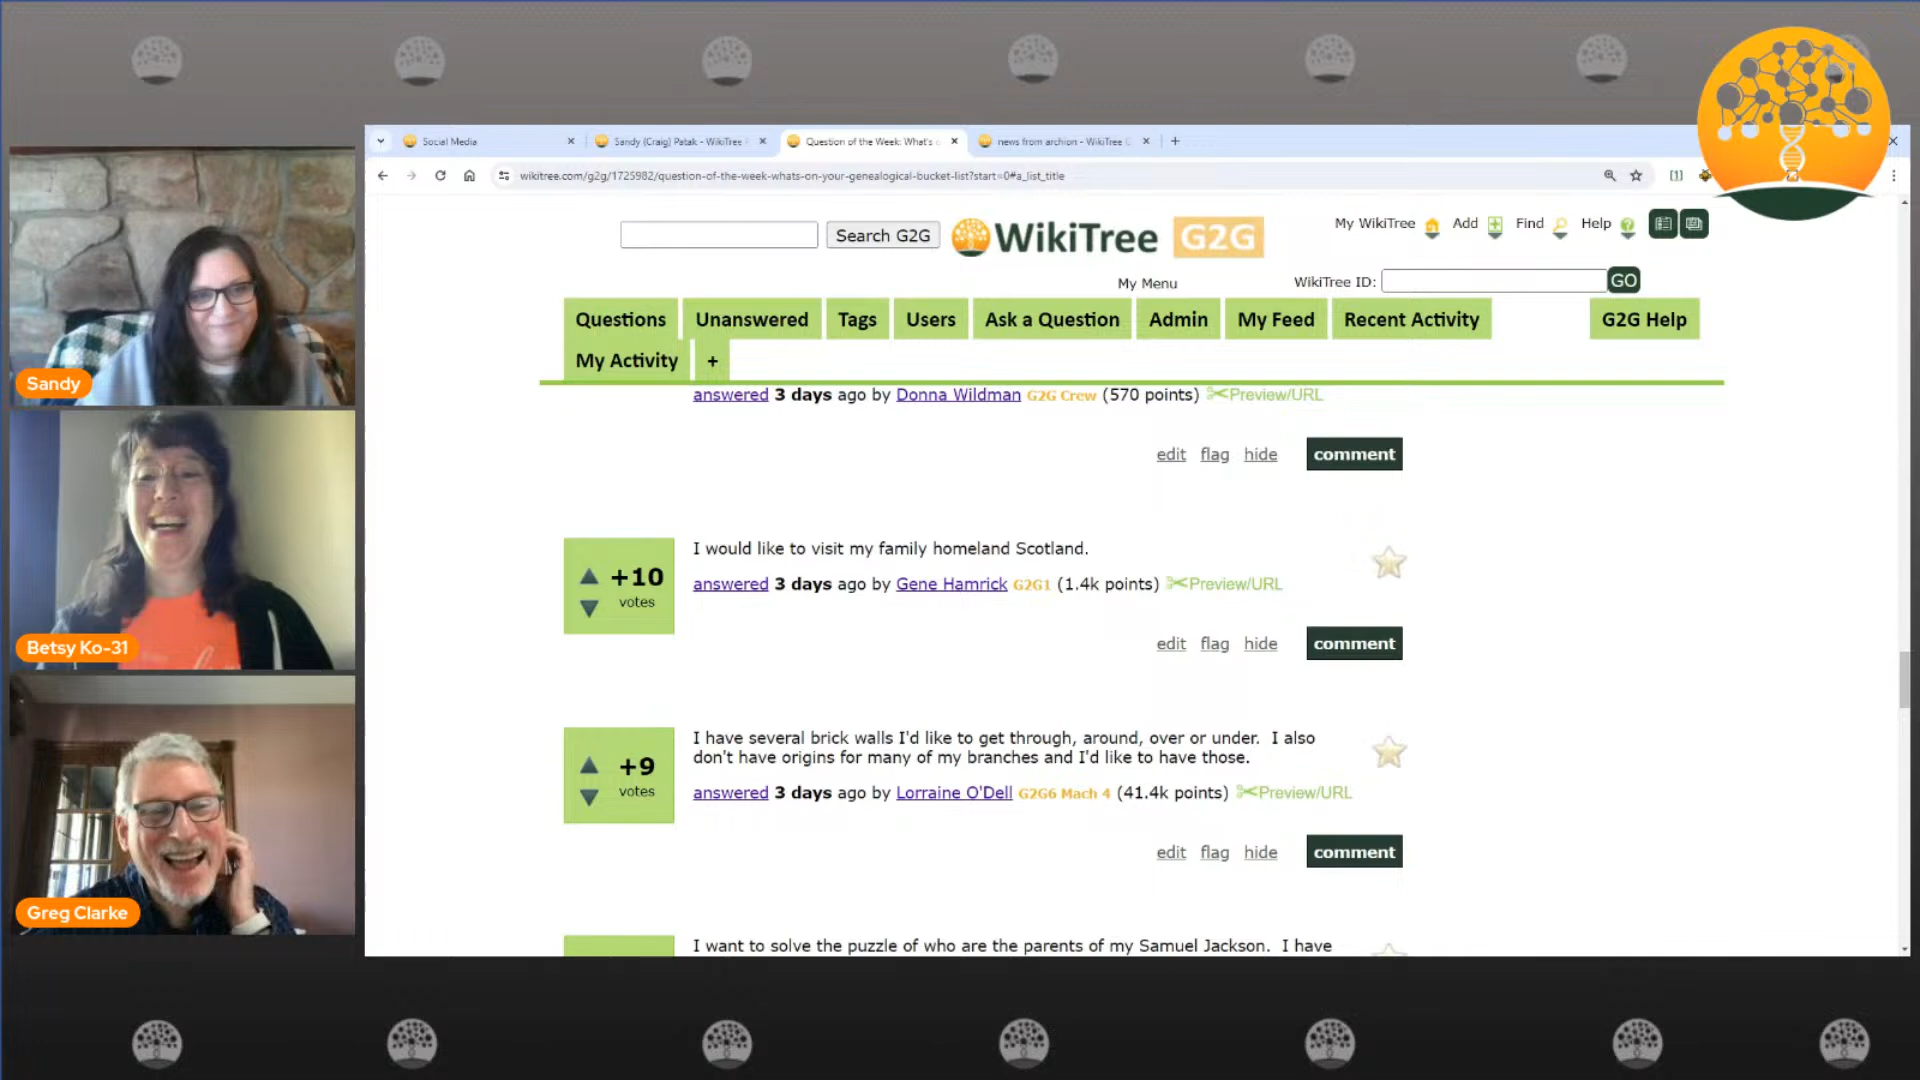 Social Media
Sandy (Craig) Patak - WikiTree
Question of the Week: What's
news from archion - WikiTree
wikitree.com/g2g/1725982/question-of-the-week-whats-on-your-genealogical-bucket-list?start=0#a_list_title
Search G2G
WikiTree G2G
My WikiTree Add Find Help
My Menu
WikiTree ID: GO
Questions Unanswered Tags Users Ask a Question Admin My Feed Recent Activity G2G Help
My Activity +
answered 3 days ago by Donna Wildman G2G Crew (570 points) Preview/URL
edit flag hide comment
+10
votes
I would like to visit my family homeland Scotland.
answered 3 days ago by Gene Hamrick G2G1 (1.4k points) Preview/URL
edit flag hide comment
+9
votes
I have several brick walls I'd like to get through, around, over or under. I also
don't have origins for many of my branches and I'd like to have those.
answered 3 days ago by Lorraine O'Dell G2G6 Mach 4 (41.4k points) Preview/URL
edit flag hide comment
I want to solve the puzzle of who are the parents of my Samuel Jackson. I have
Sandy
Betsy Ko-31
Greg Clarke